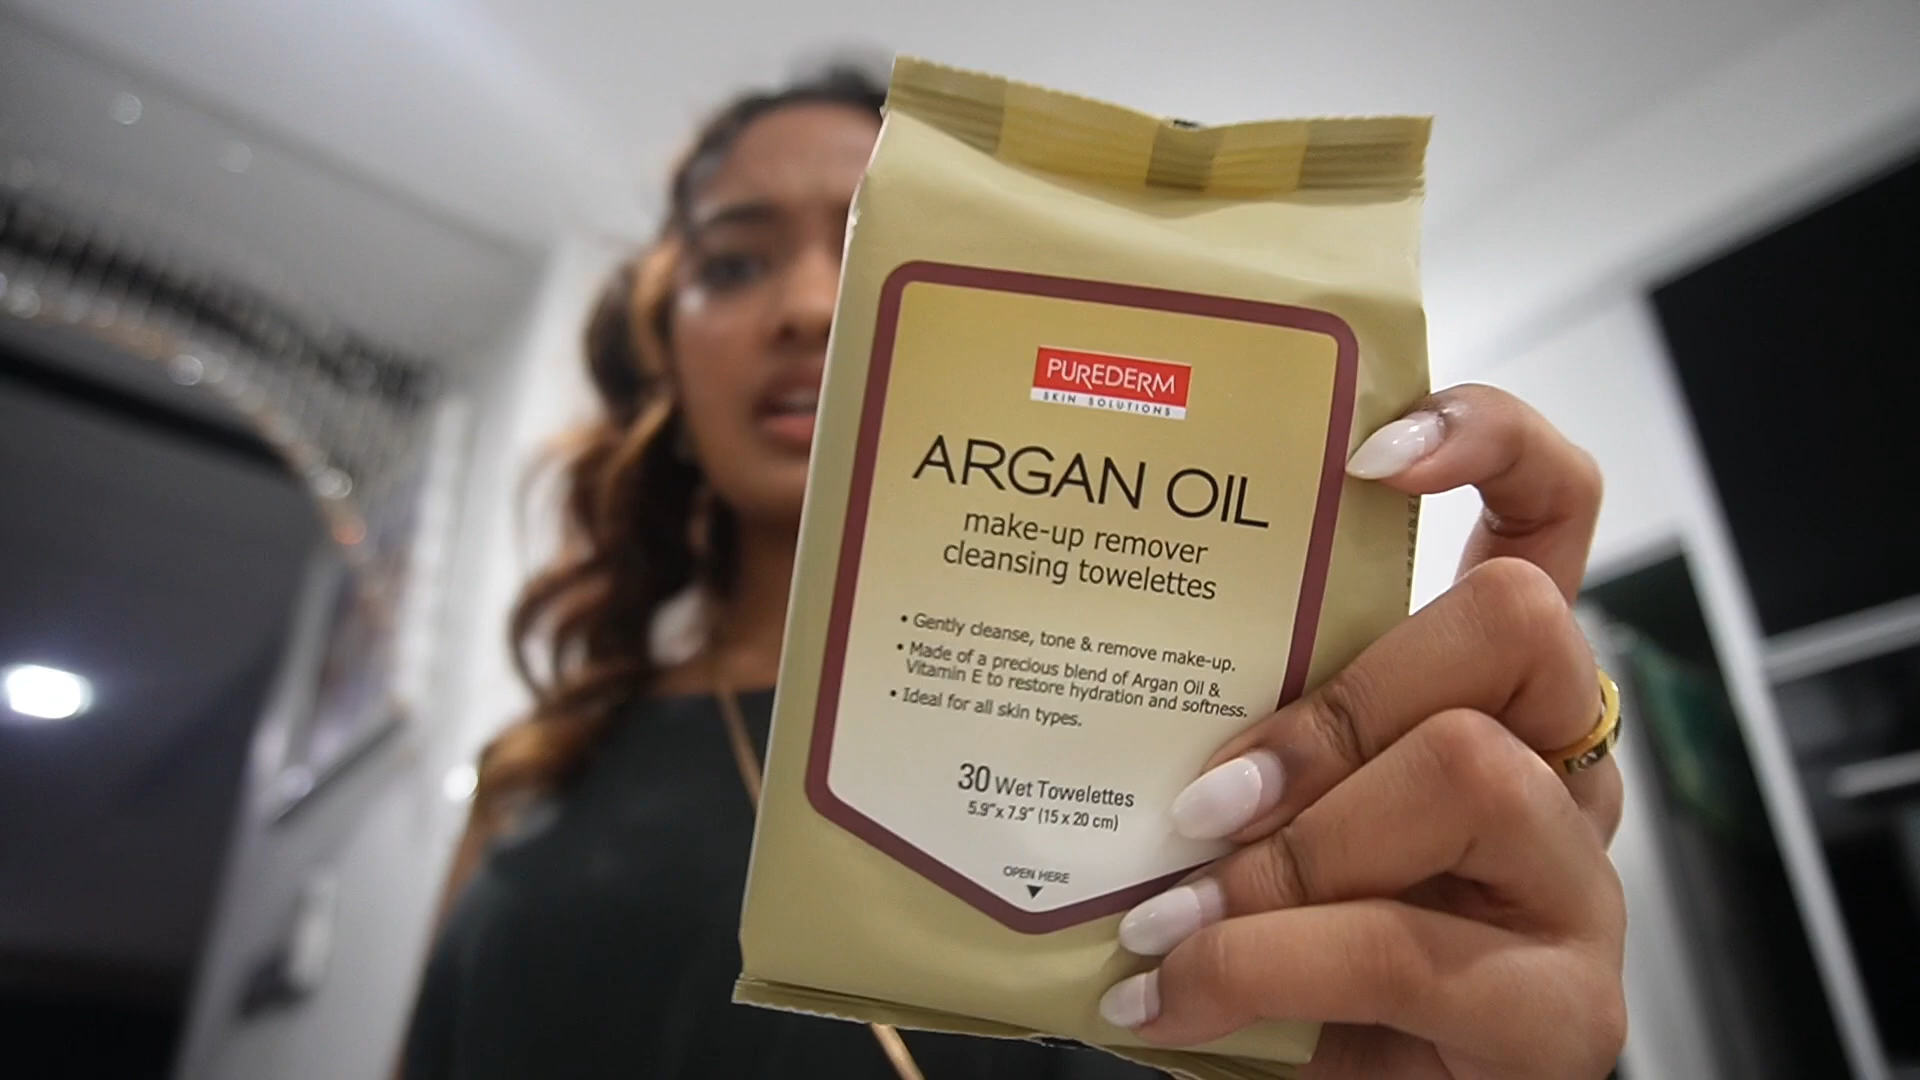 PUREDERM
SKIN SOLUTIONS
ARGAN OIL
make-up remover
cleansing towelettes
• Gently cleanse, tone & remove make-up.
• Made of a precious blend of Argan Oil &
Vitamin E to restore hydration and softness.
• Ideal for all skin types.
30 Wet Towelettes
5.9"x 7.9" (15 x 20 cm)
OPEN HERE